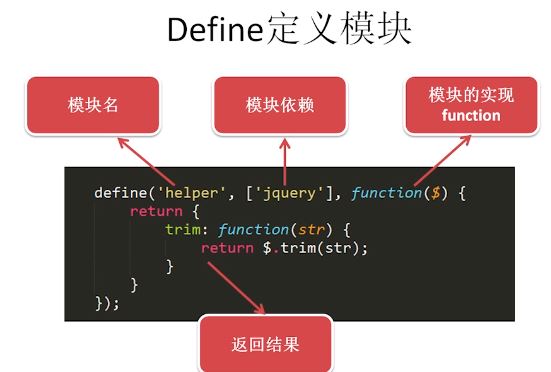 Define定义模块
模块名
模块依赖
模块的实现
function
define('helper', ['jquery'], function($) {
    return {
        trim: function(str) {
            return $.trim(str);
        }
    }
});
返回结果